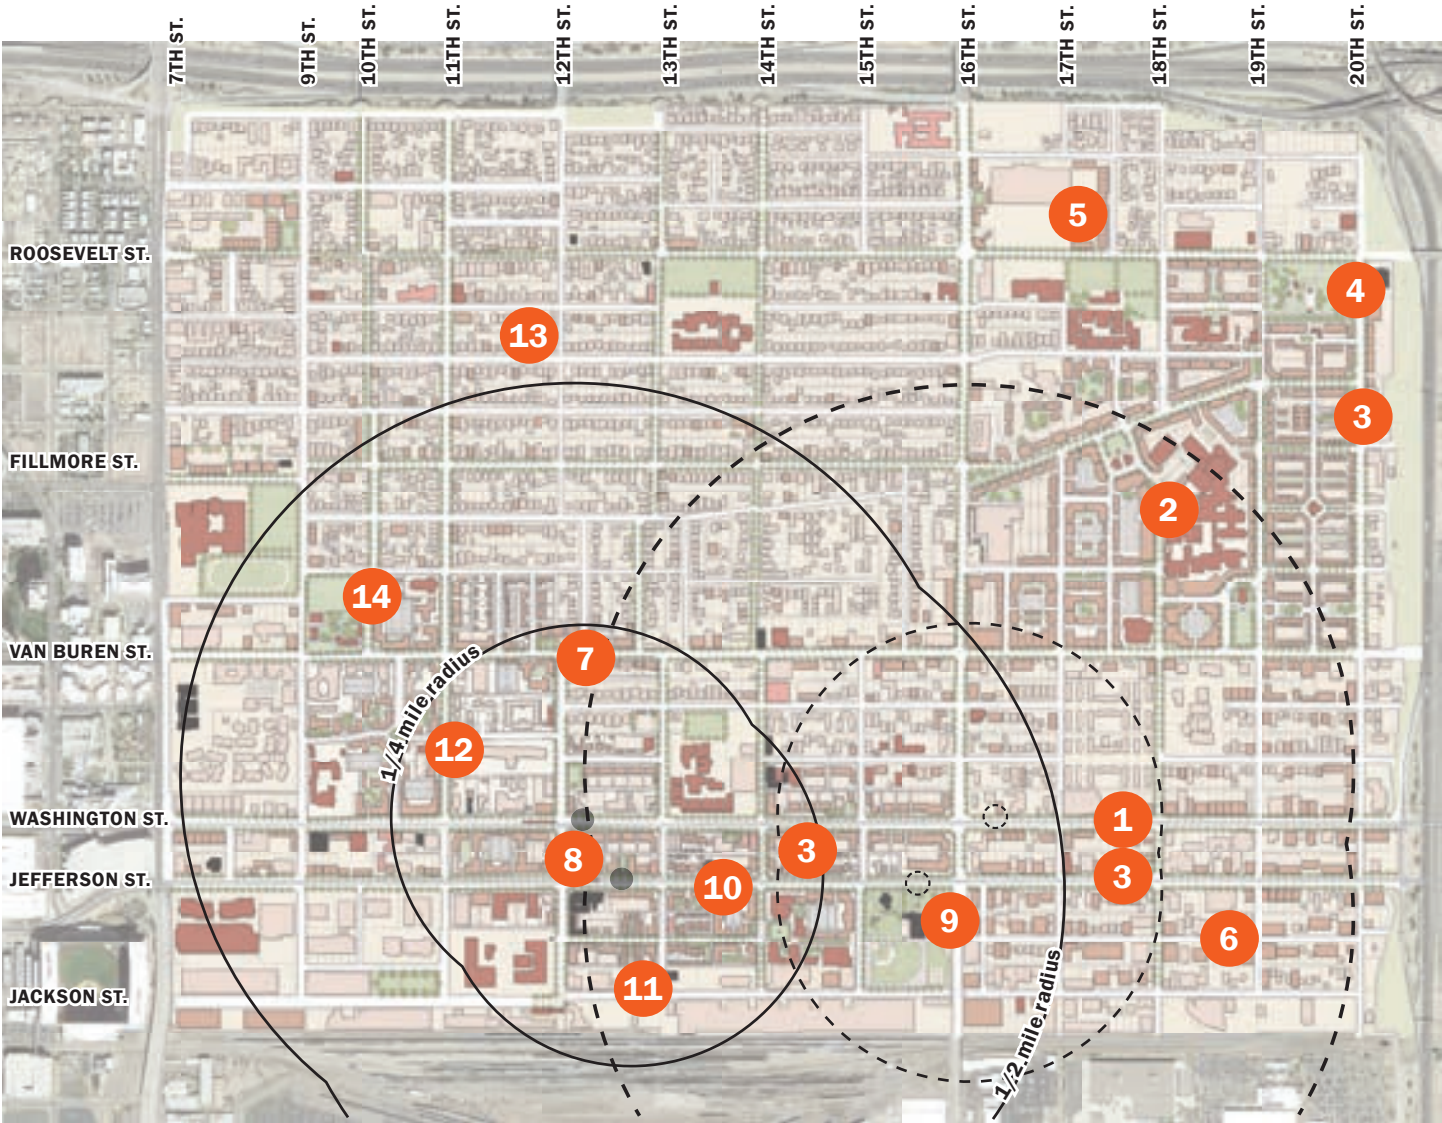 7TH ST.
9TH ST.
10TH ST.
11TH ST.
12TH ST.
13TH ST.
14TH ST.
15TH ST.
16TH ST.
17TH ST.
18TH ST.
19TH ST.
20TH ST.
5
ROOSEVELT ST.
4
13
3
FILLMORE ST.
2
14
VAN BUREN ST.
7
1/4 mile radius
12
WASHINGTON ST.
1
3
8
JEFFERSON ST.
3
10
9
6
11
JACKSON ST.
1/2 mile radius